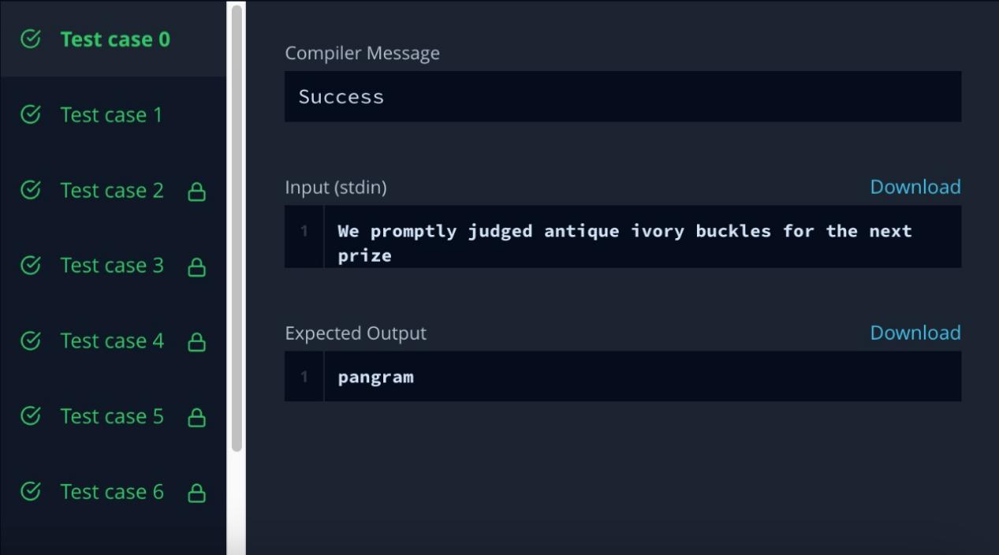 Test case 0
Test case 1
Test case 2
Test case 3
Test case 4
Test case 5
Test case 6
Compiler Message
Success
Input (stdin)
Download
1 We promptly judged antique ivory buckles for the next
prize
Expected Output
Download
1 pangram